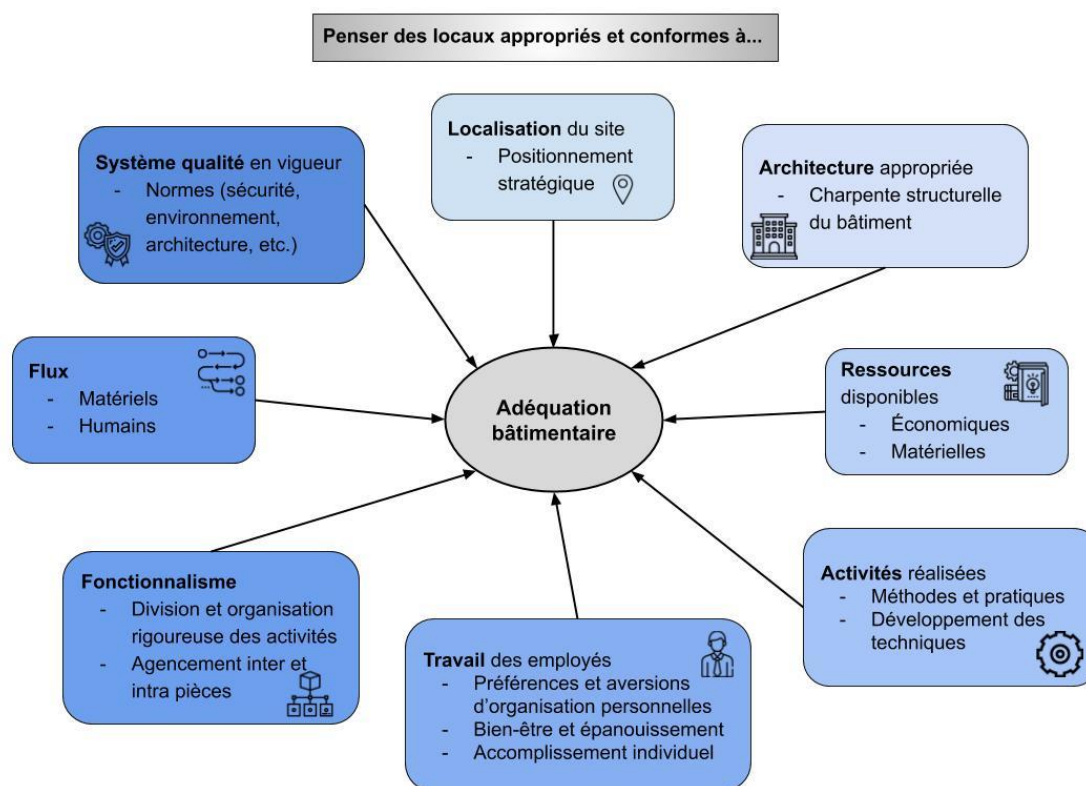 Penser des locaux appropriés et conformes à...
Système qualité en vigueur
- Normes (sécurité,
environnement,
architecture, etc.)
Localisation du site
- Positionnement
stratégique
Architecture appropriée
- Charpente structurelle
du bâtiment
Flux
- Matériels
- Humains
Adéquation
bâtimentaire
Ressources
disponibles
- Économiques
- Matérielles
Fonctionnalisme
- Division et organisation
rigoureuse des activités
- Agencement inter et
intra pièces
Travail des employés
- Préférences et aversions
d'organisation personnelles
- Bien-être et épanouissement
- Accomplissement individuel
Activités réalisées
- Méthodes et pratiques
- Développement des
techniques